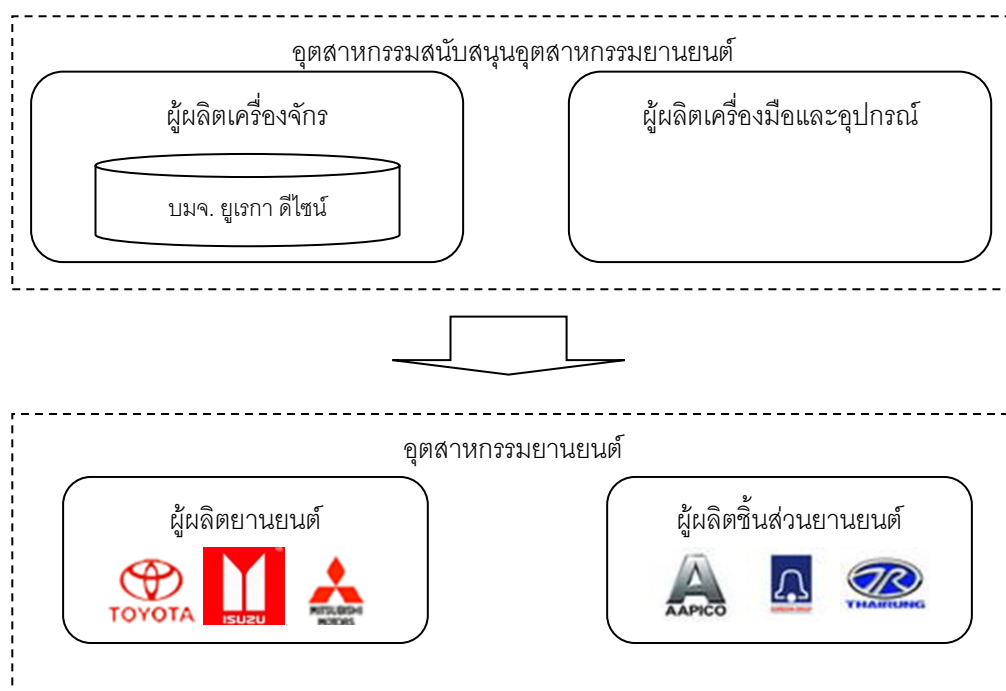 อุตสาหกรรมสนับสนุนอุตสาหกรรมยานยนต์
ผู้ผลิตเครื่องจักร
ผู้ผลิตเครื่องมือและอุปกรณ์
บมจ. ยูเรกา ดีไซน์
อุตสาหกรรมยานยนต์
ผู้ผลิตยานยนต์
ผู้ผลิตชิ้นส่วนยานยนต์
TOYOTA
ISUZU
MITSUBISHI
MOTORS
AAPICO
THAIRUNG